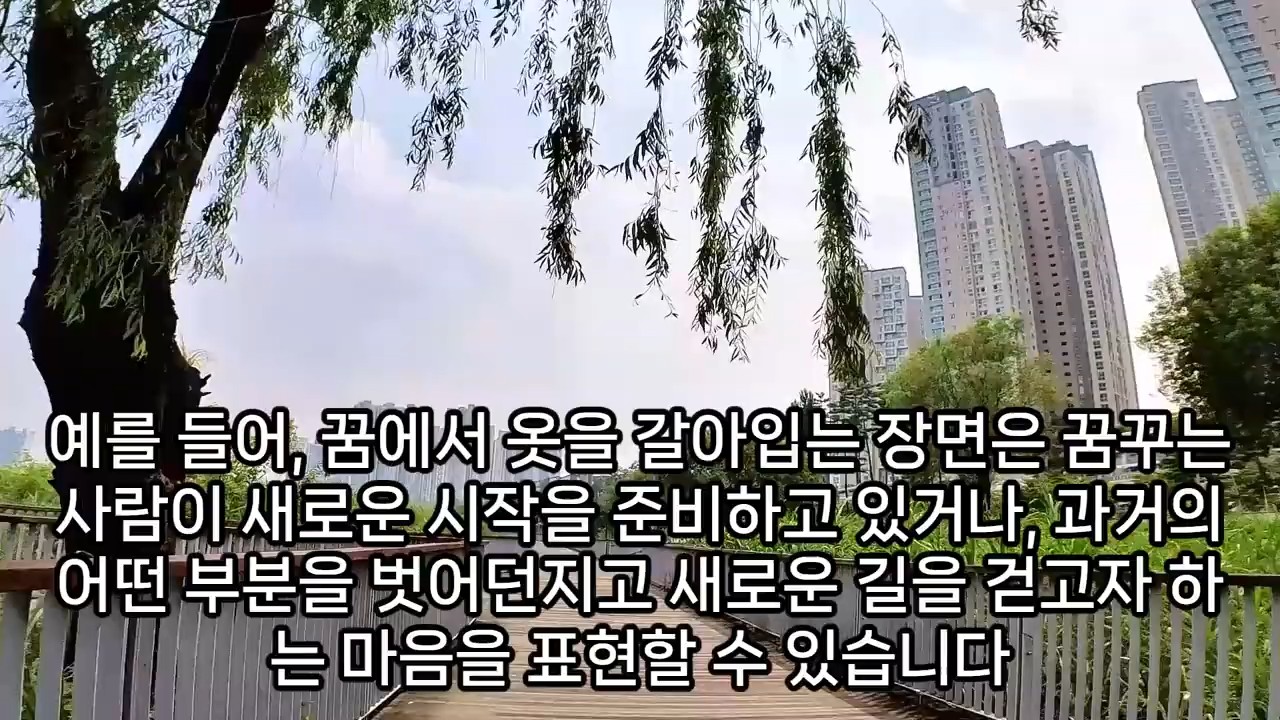 예를 들어, 꿈에서 옷을 갈아입는 장면은 꿈꾸는
사람이 새로운 시작을 준비하고 있거나, 과거의
어떤 부분을 벗어던지고 새로운 길을 걷고자 하
는 마음을 표현할 수 있습니다